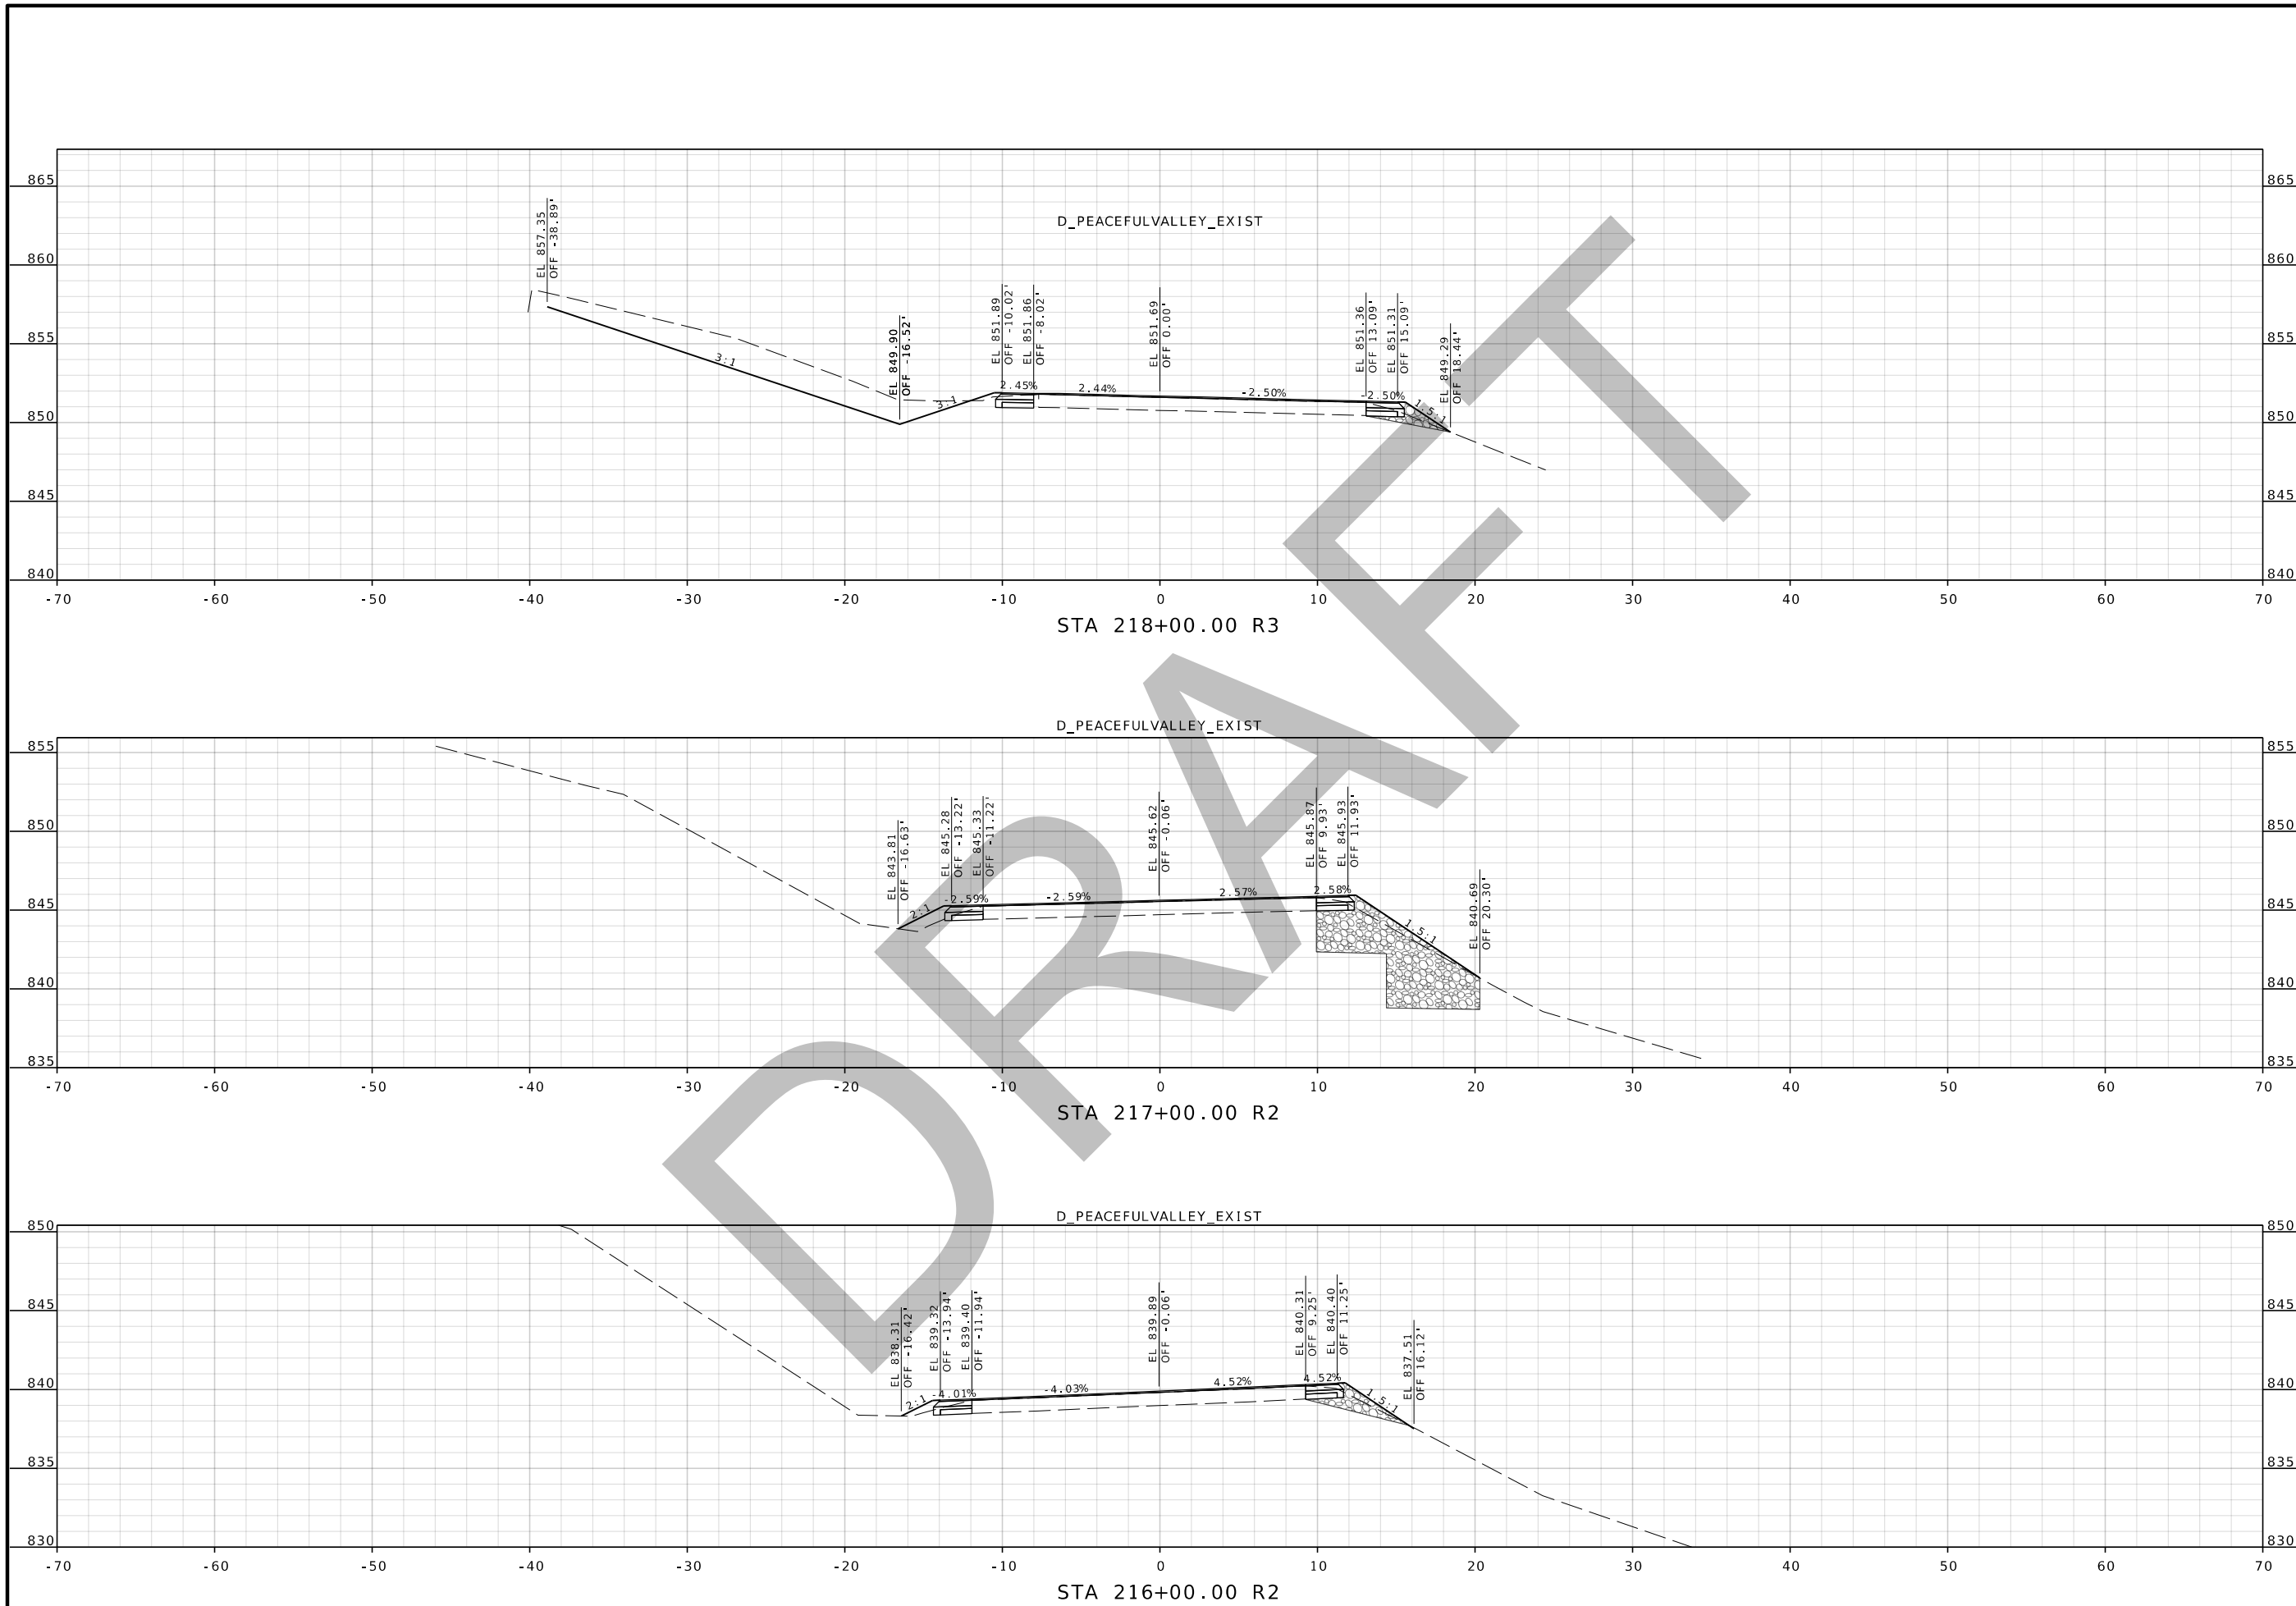 865
865
860
860
855
855
850
850
845
845
840
840
D_PEACEFULVALLEY_EXIST
EL 857.35
OFF -38.89'
EL 849.90
OFF -16.52'
EL 851.89
OFF -10.02'
EL 851.86
OFF -8.02'
EL 851.69
OFF 0.00'
EL 851.36
OFF 13.09'
EL 851.31
OFF 15.09'
EL 849.29
OFF 18.44'
3:1
3:1
2.45%
2.44%
-2.50%
-2.50%
1.5:1
-70 -60 -50 -40 -30 -20 -10 0 10 20 30 40 50 60 70
STA 218+00.00 R3
D_PEACEFULVALLEY_EXIST
855
855
850
850
845
845
840
840
835
835
EL 843.81
OFF -16.63'
EL 845.28
OFF -13.22'
EL 845.33
OFF -11.22'
EL 845.62
OFF -0.06'
EL 845.87
OFF 9.93'
EL 845.93
OFF 11.93'
EL 840.69
OFF 20.30'
2:1
-2.59%
-2.59%
2.57%
2.58%
1.5:1
-70 -60 -50 -40 -30 -20 -10 0 10 20 30 40 50 60 70
STA 217+00.00 R2
D_PEACEFULVALLEY_EXIST
850
850
845
845
840
840
835
835
830
830
EL 838.31
OFF -16.42'
EL 839.32
OFF -13.94'
EL 839.40
OFF -11.94'
EL 839.89
OFF -0.06'
EL 840.31
OFF 9.25'
EL 840.40
OFF 11.25'
EL 837.51
OFF 16.12'
2:1
-4.01%
-4.03%
4.52%
4.52%
1.5:1
-70 -60 -50 -40 -30 -20 -10 0 10 20 30 40 50 60 70
STA 216+00.00 R2
DRAFT